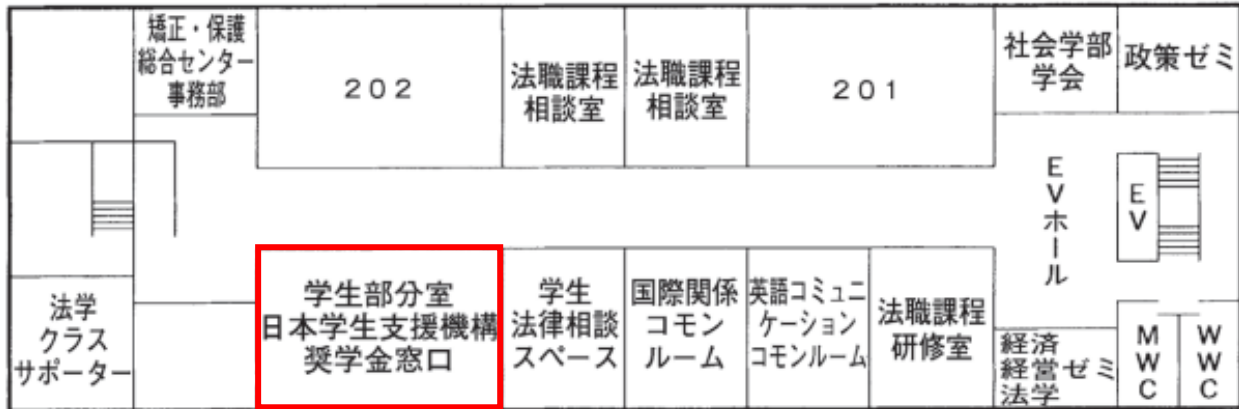 矯正・保護
総合センター
事務部
202
法職課程
相談室
法職課程
相談室
201
社会学部
学会
政策ゼミ
EVホール
EV
法学
クラス
サポーター
学生部分室
日本学生支援機構
奨学金窓口
学生
法律相談
スペース
国際関係
コモン
ルーム
英語コミュニ
ケーション
コモンルーム
法職課程
研修室
経済
経営ゼミ
法学
MWC
WWC